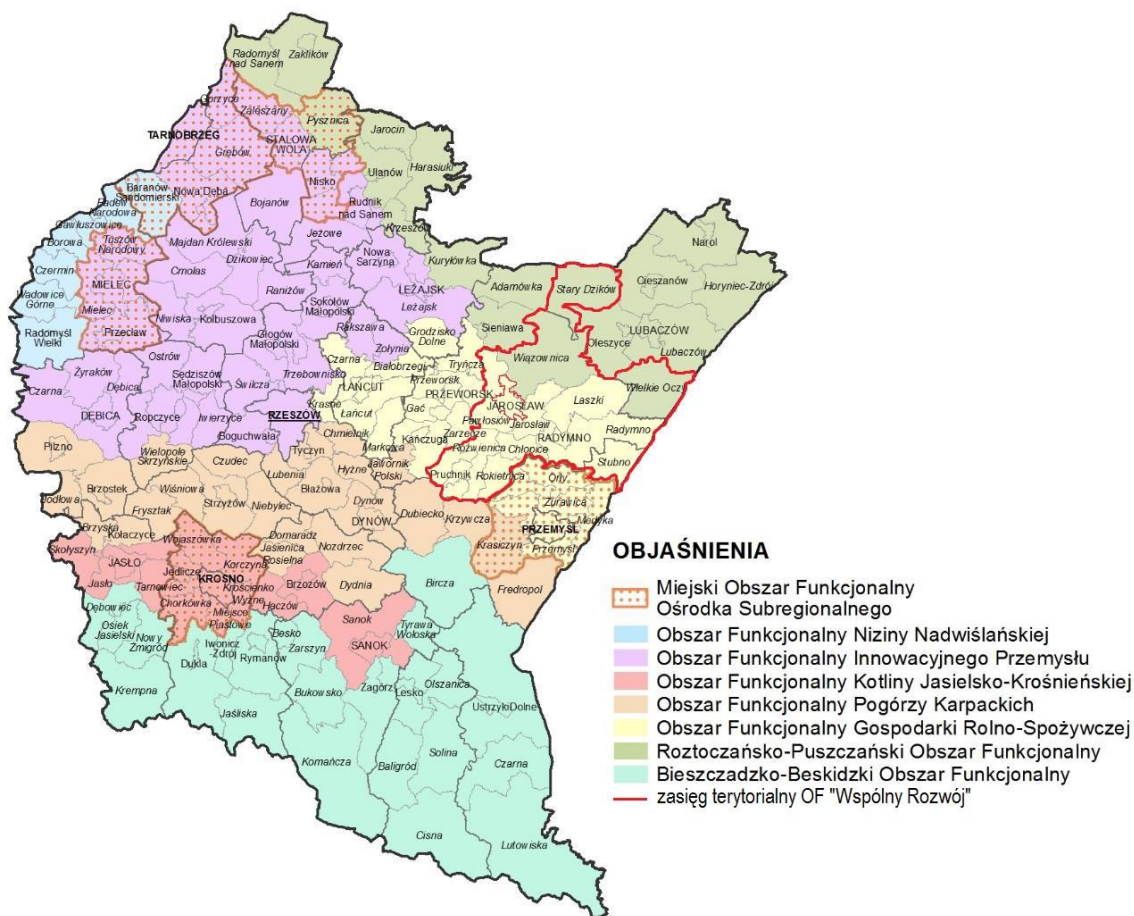 Radomyśl
nad Sanem
Zaklików
Gorzyce
Zaleszany
Pysznica
TARNOBRZEG
STALOWA
WOLA
Jarocin
Grębów
Harasiuki
Ulanów
Nisko
Baranów
Sandomierski
Nowa Dęba
Rudnik
nad Sanem
Padew
Narodowa
Bojanów
Gawłuszowice
Krzeszów
Jeżowe
Borowa
Tuszów
Narodowy
Majdan Królewski
Nowa
Sarzyna
Kuryłówka
Narol
Cmolas
Dzikowiec
Kamień
Cieszanów
Horyniec-Zdrój
Czermin
MIELEC
Raniżów
LEŻAJSK
Adamówka
Stary Dzików
Wadowice
Górne
Mielec
Niwiska
Kolbuszowa
Sokołów
Małopolski
Leżajsk
Sieniawa
Oleszyce
LUBACZÓW
Radomyśl
Wielki
Przecław
Głogów
Małopolski
Rakszawa
Grodzisko
Dolne
Lubaczów
Ostrów
Żołynia
Wiązownica
Czarna
Tryńcza
Żyraków
Sędziszów
Małopolski
Świlcza
Trzebownisko
Białobrzegi
Przeworsk
Wielkie Oczy
Czarna
Dębica
ŁAŃCUT
PRZEWORSK
JAROSŁAW
Laszki
DĘBICA
Ropczyce
Iwierzyce
RZESZÓW
Krasne
Łańcut
Gać
Pawłosiów
Jarosław
Radymno
Boguchwała
Chmielnik
Markowa
Kańczuga
Zarzecze
RADYMNO
Pilzno
Wielopole
Skrzyńskie
Czudec
Tyczyn
Jawornik
Polski
Roźwienica
Chłopice
Lubenia
Hyżne
Pruchnik
Rokietnica
Stubno
Brzostek
Wiśniowa
Błażowa
Orły
Jodłowa
Strzyżów
Niebylec
Dynów
Żurawica
Frysztak
DYNÓW
Dubiecko
Krzywcza
Medyka
Brzyska
Kołaczyce
Domaradz
PRZEMYŚL
Wojaszówka
Jasienica
Rosielna
Nozdrzec
Krasiczyn
Przemyśl
Skołyszyn
JASŁO
Jedlicze
Korczyna
Jasło
Tarnowiec
KROSNO
Krościenko
Wyżne
Brzozów
Bircza
Fredropol
Chorkówka
Haczów
Dydnia
Dębowiec
Miejsce
Piastowe
Sanok
Osiek
Jasielski
Nowy
Żmigród
Besko
SANOK
Tyrawa
Wołoska
Iwonicz
-Zdrój
Zarszyn
Dukla
Rymanów
Zagórz
Olszanica
Krempna
Bukowsko
Lesko
UstrzykiDolne
Jaśliska
Komańcza
Baligród
Solina
Czarna
Cisna
Lutowiska
OBJAŚNIENIA
Miejski Obszar Funkcjonalny
Ośrodka Subregionalnego
Obszar Funkcjonalny Niziny Nadwiślańskiej
Obszar Funkcjonalny Innowacyjnego Przemysłu
Obszar Funkcjonalny Kotliny Jasielsko-Krośnieńskiej
Obszar Funkcjonalny Pogórzy Karpackich
Obszar Funkcjonalny Gospodarki Rolno-Spożywczej
Roztoczańsko-Puszczański Obszar Funkcjonalny
Bieszczadzko-Beskidzki Obszar Funkcjonalny
zasięg terytorialny OF "Wspólny Rozwój"